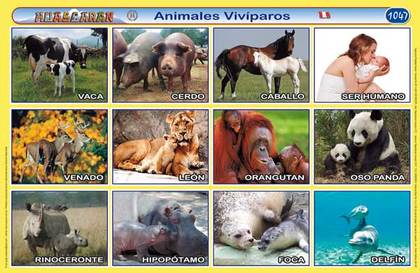 HUASCARAN
Animales Vivíparos
1047
VACA
CERDO
CABALLO
SER HUMANO
VENADO
LEÓN
ORANGUTAN
OSO PANDA
RINOCERONTE
HIPOPÓTAMO
FOCA
DELFÍN